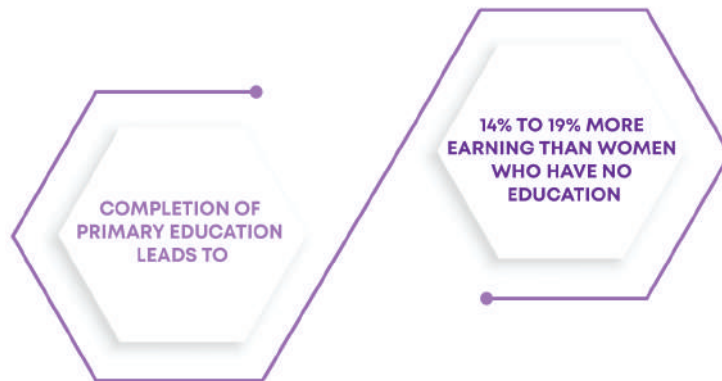 COMPLETION OF
PRIMARY EDUCATION
LEADS TO
14% TO 19% MORE
EARNING THAN WOMEN
WHO HAVE NO
EDUCATION